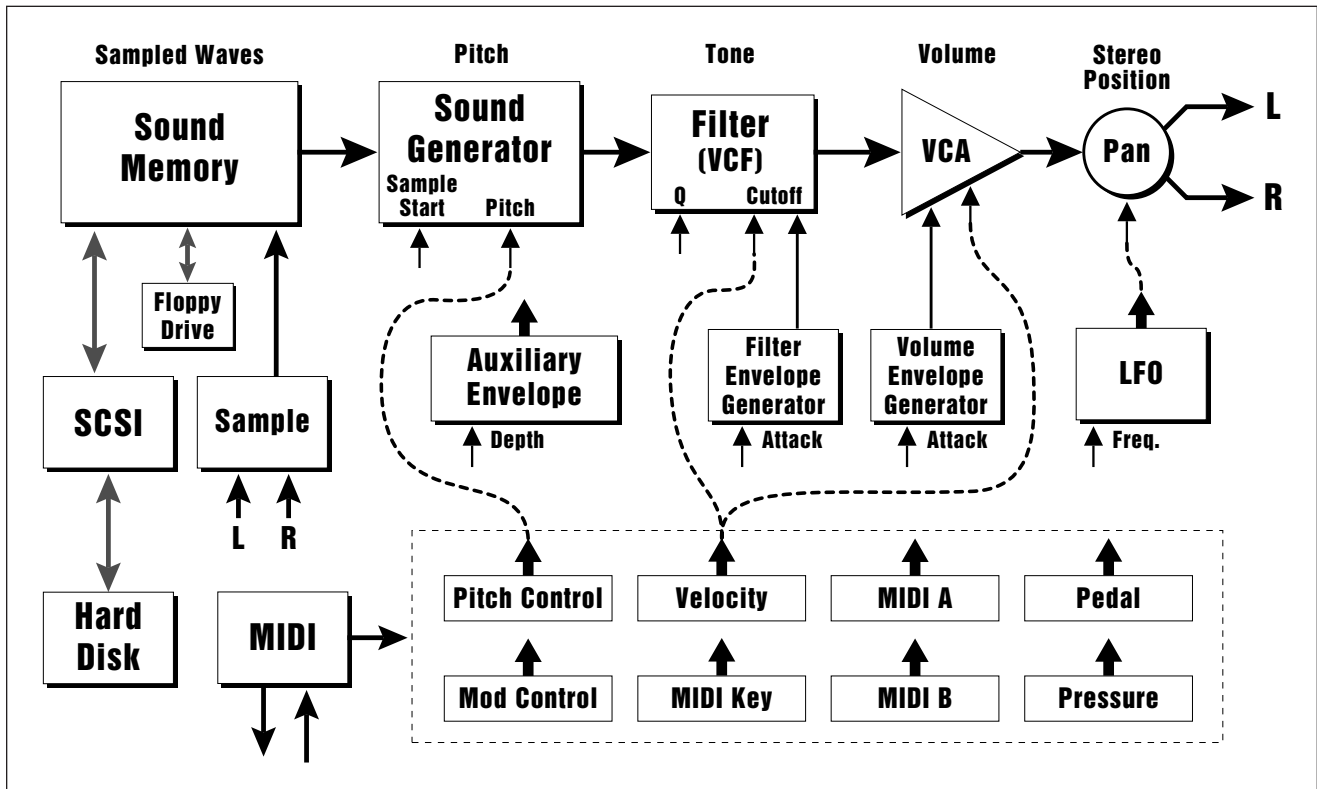 Sampled Waves
Pitch
Tone
Volume
Stereo
Position
Sound
Memory
Sound
Generator
Sample
Start
Pitch
Filter
(VCF)
Q
Cutoff
VCA
Pan
L
R
Floppy
Drive
Auxiliary
Envelope
Depth
Filter
Envelope
Generator
Attack
Volume
Envelope
Generator
Attack
LFO
Freq.
SCSI
Sample
L
R
Hard
Disk
MIDI
Pitch Control
Velocity
MIDI A
Pedal
Mod Control
MIDI Key
MIDI B
Pressure